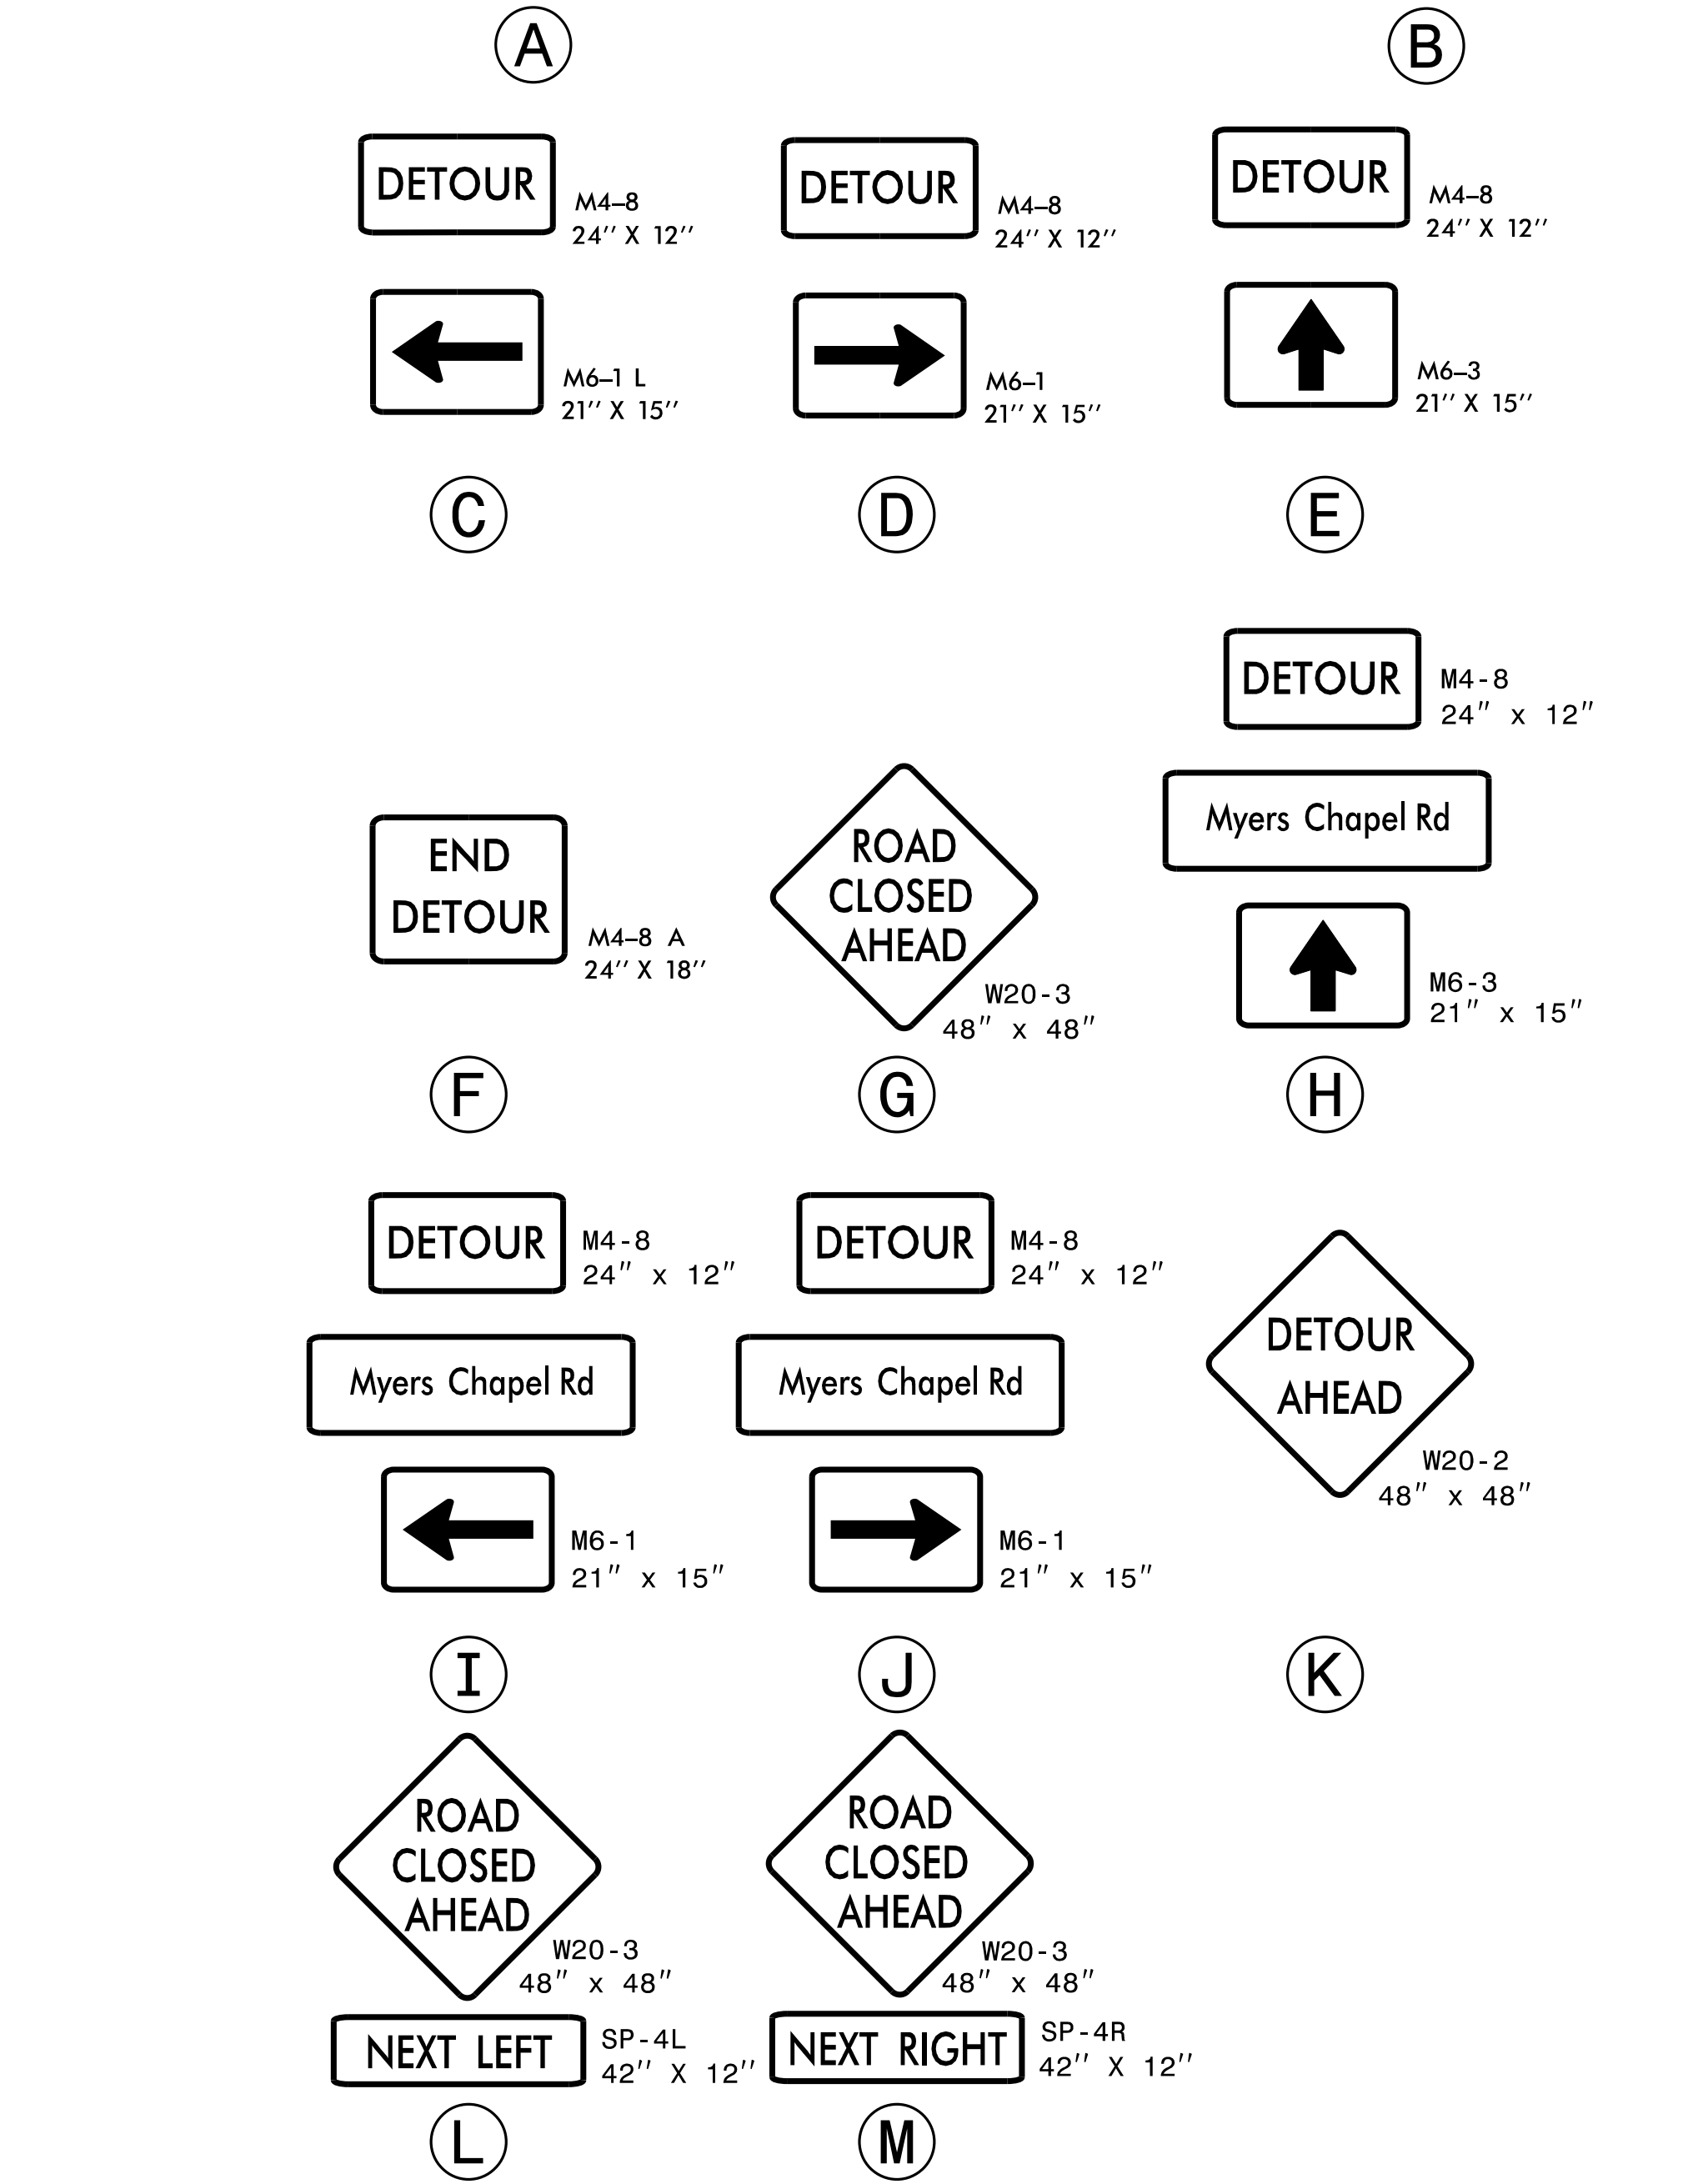 A
B
DETOUR
M4–8
24'' X 12''
DETOUR
M4–8
24'' X 12''
DETOUR
M4–8
24'' X 12''
M6–1 L
21'' X 15''
M6–1
21'' X 15''
M6–3
21'' X 15''
C
D
E
END
DETOUR
M4–8 A
24'' X 18''
ROAD
CLOSED
AHEAD
W20-3
48" x 48"
DETOUR
M4-8
24" x 12"
Myers Chapel Rd
M6-3
21" x 15"
F
G
H
DETOUR
M4-8
24" x 12"
Myers Chapel Rd
M6-1
21" x 15"
DETOUR
M4-8
24" x 12"
Myers Chapel Rd
M6-1
21" x 15"
DETOUR
AHEAD
W20-2
48" x 48"
I
J
K
ROAD
CLOSED
AHEAD
W20-3
48" x 48"
NEXT LEFT
SP-4L
42'' X 12''
ROAD
CLOSED
AHEAD
W20-3
48" x 48"
NEXT RIGHT
SP-4R
42'' X 12''
L
M